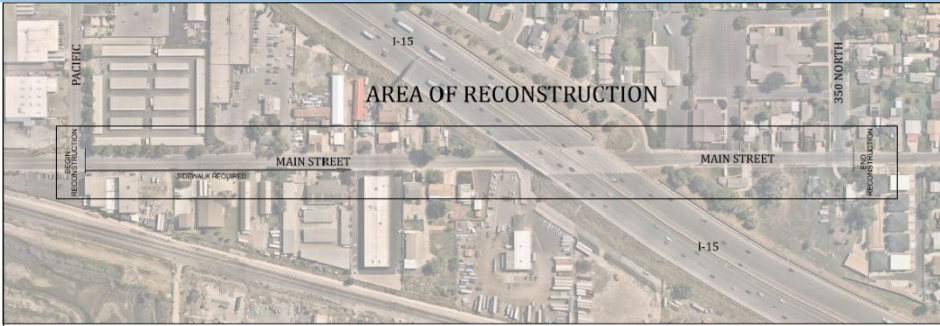 I-15
PACIFIC
350 NORTH
AREA OF RECONSTRUCTION
BEGIN
RECONSTRUCTION
MAIN STREET
MAIN STREET
END
RECONSTRUCTION
SIDEWALK REQUIRED
I-15